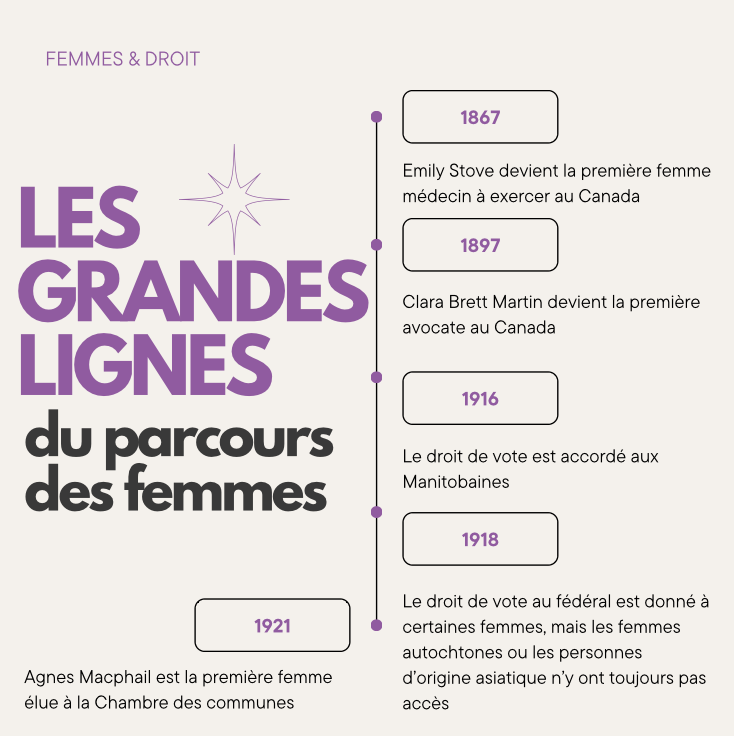 FEMMES & DROIT
LES
GRANDES
LIGNES
du parcours
des femmes
1867
Emily Stove devient la première femme
médecin à exercer au Canada
1897
Clara Brett Martin devient la première
avocate au Canada
1916
Le droit de vote est accordé aux
Manitobaines
1918
Le droit de vote au fédéral est donné à
certaines femmes, mais les femmes
autochtones ou les personnes
d’origine asiatique n’y ont toujours pas
accès
1921
Agnes Macphail est la première femme
élue à la Chambre des communes